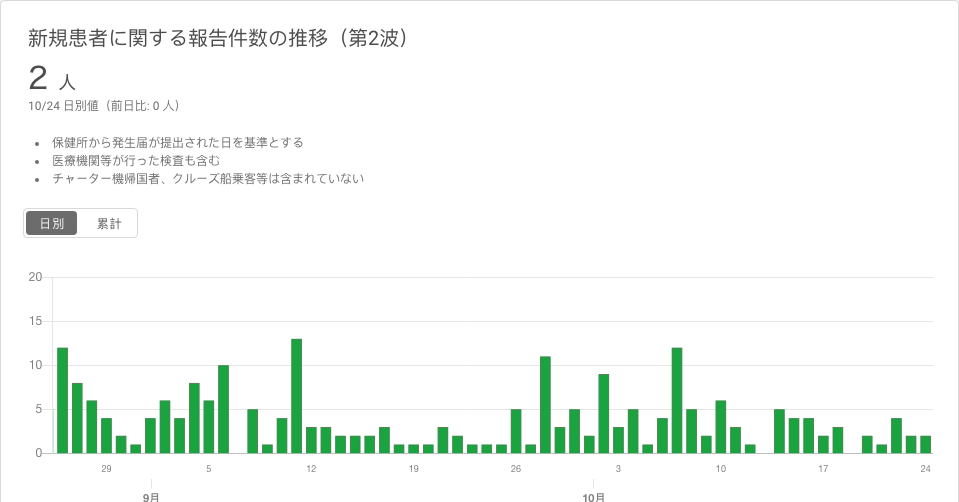 新規患者に関する報告件数の推移（第2波）
2 人
10/24 日別値（前日比: 0 人）
保健所から発生届が提出された日を基準とする
医療機関等が行った検査も含む
チャーター機帰国者、クルーズ船乗客等は含まれていない
日別 累計
20
15
10
5
0
29 5 12 19 26 3 10 17 24
9月 10月